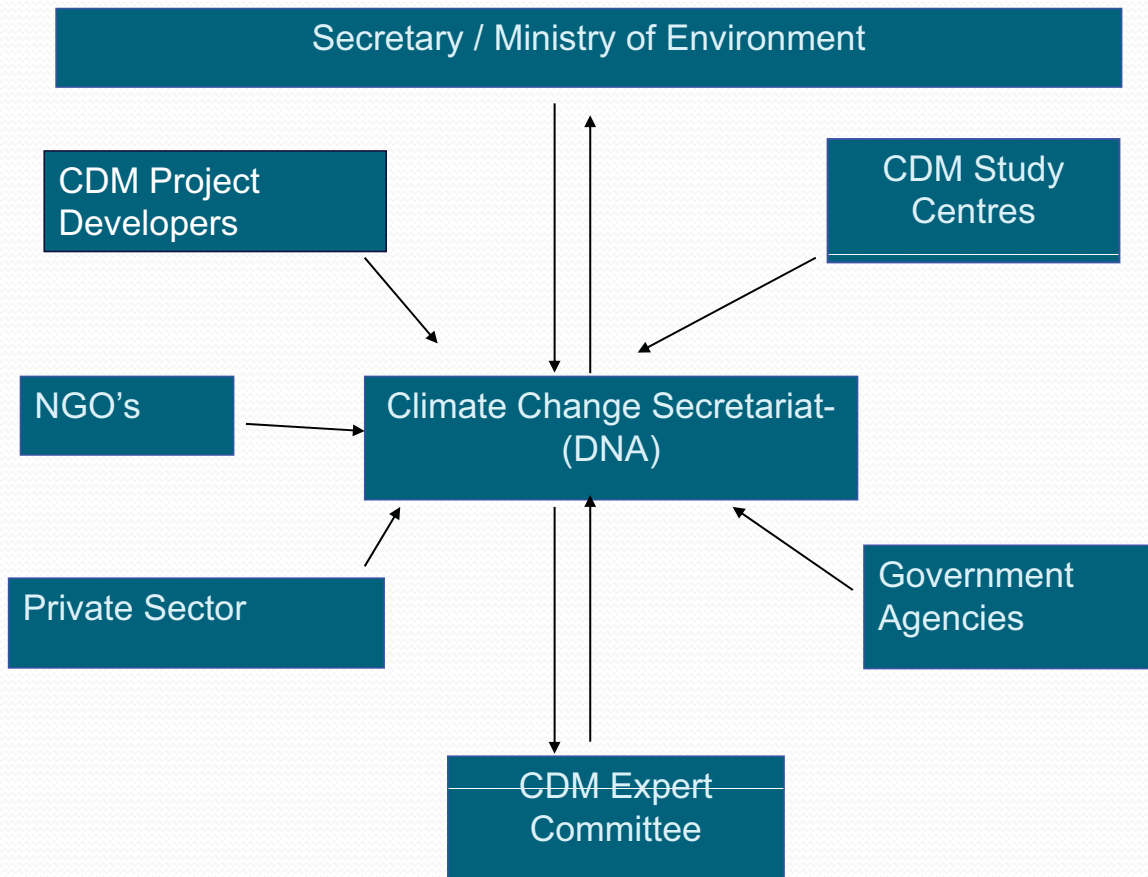 Secretary / Ministry of Environment
CDM Project
Developers
CDM Study
Centres
NGO’s
Climate Change Secretariat-
(DNA)
Private Sector
Government
Agencies
CDM Expert
Committee